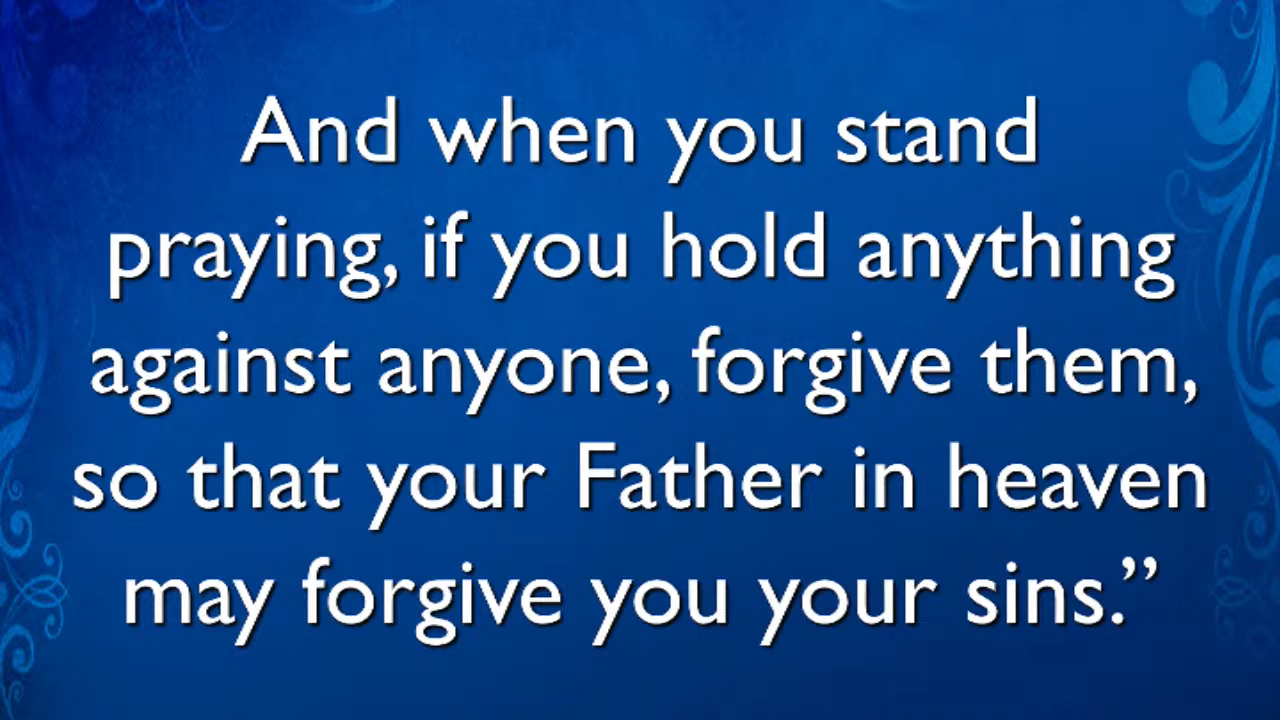 And when you stand
praying, if you hold anything
against anyone, forgive them,
so that your Father in heaven
may forgive you your sins.”